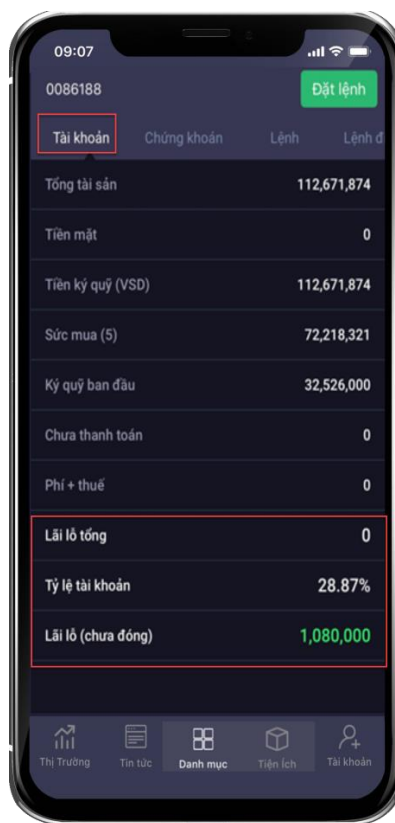 09:07
0086188 Đặt lệnh
Tài khoản Chứng khoán Lệnh Lệnh đ
Tổng tài sản 112,671,874
Tiền mặt 0
Tiền ký quỹ (VSD) 112,671,874
Sức mua (5) 72,218,321
Ký quỹ ban đầu 32,526,000
Chưa thanh toán 0
Phí + thuế 0
Lãi lỗ tổng 0
Tỷ lệ tài khoản 28.87%
Lãi lỗ (chưa đóng) 1,080,000
Thị Trường Tin tức Danh mục Tiện Ích Tài khoản